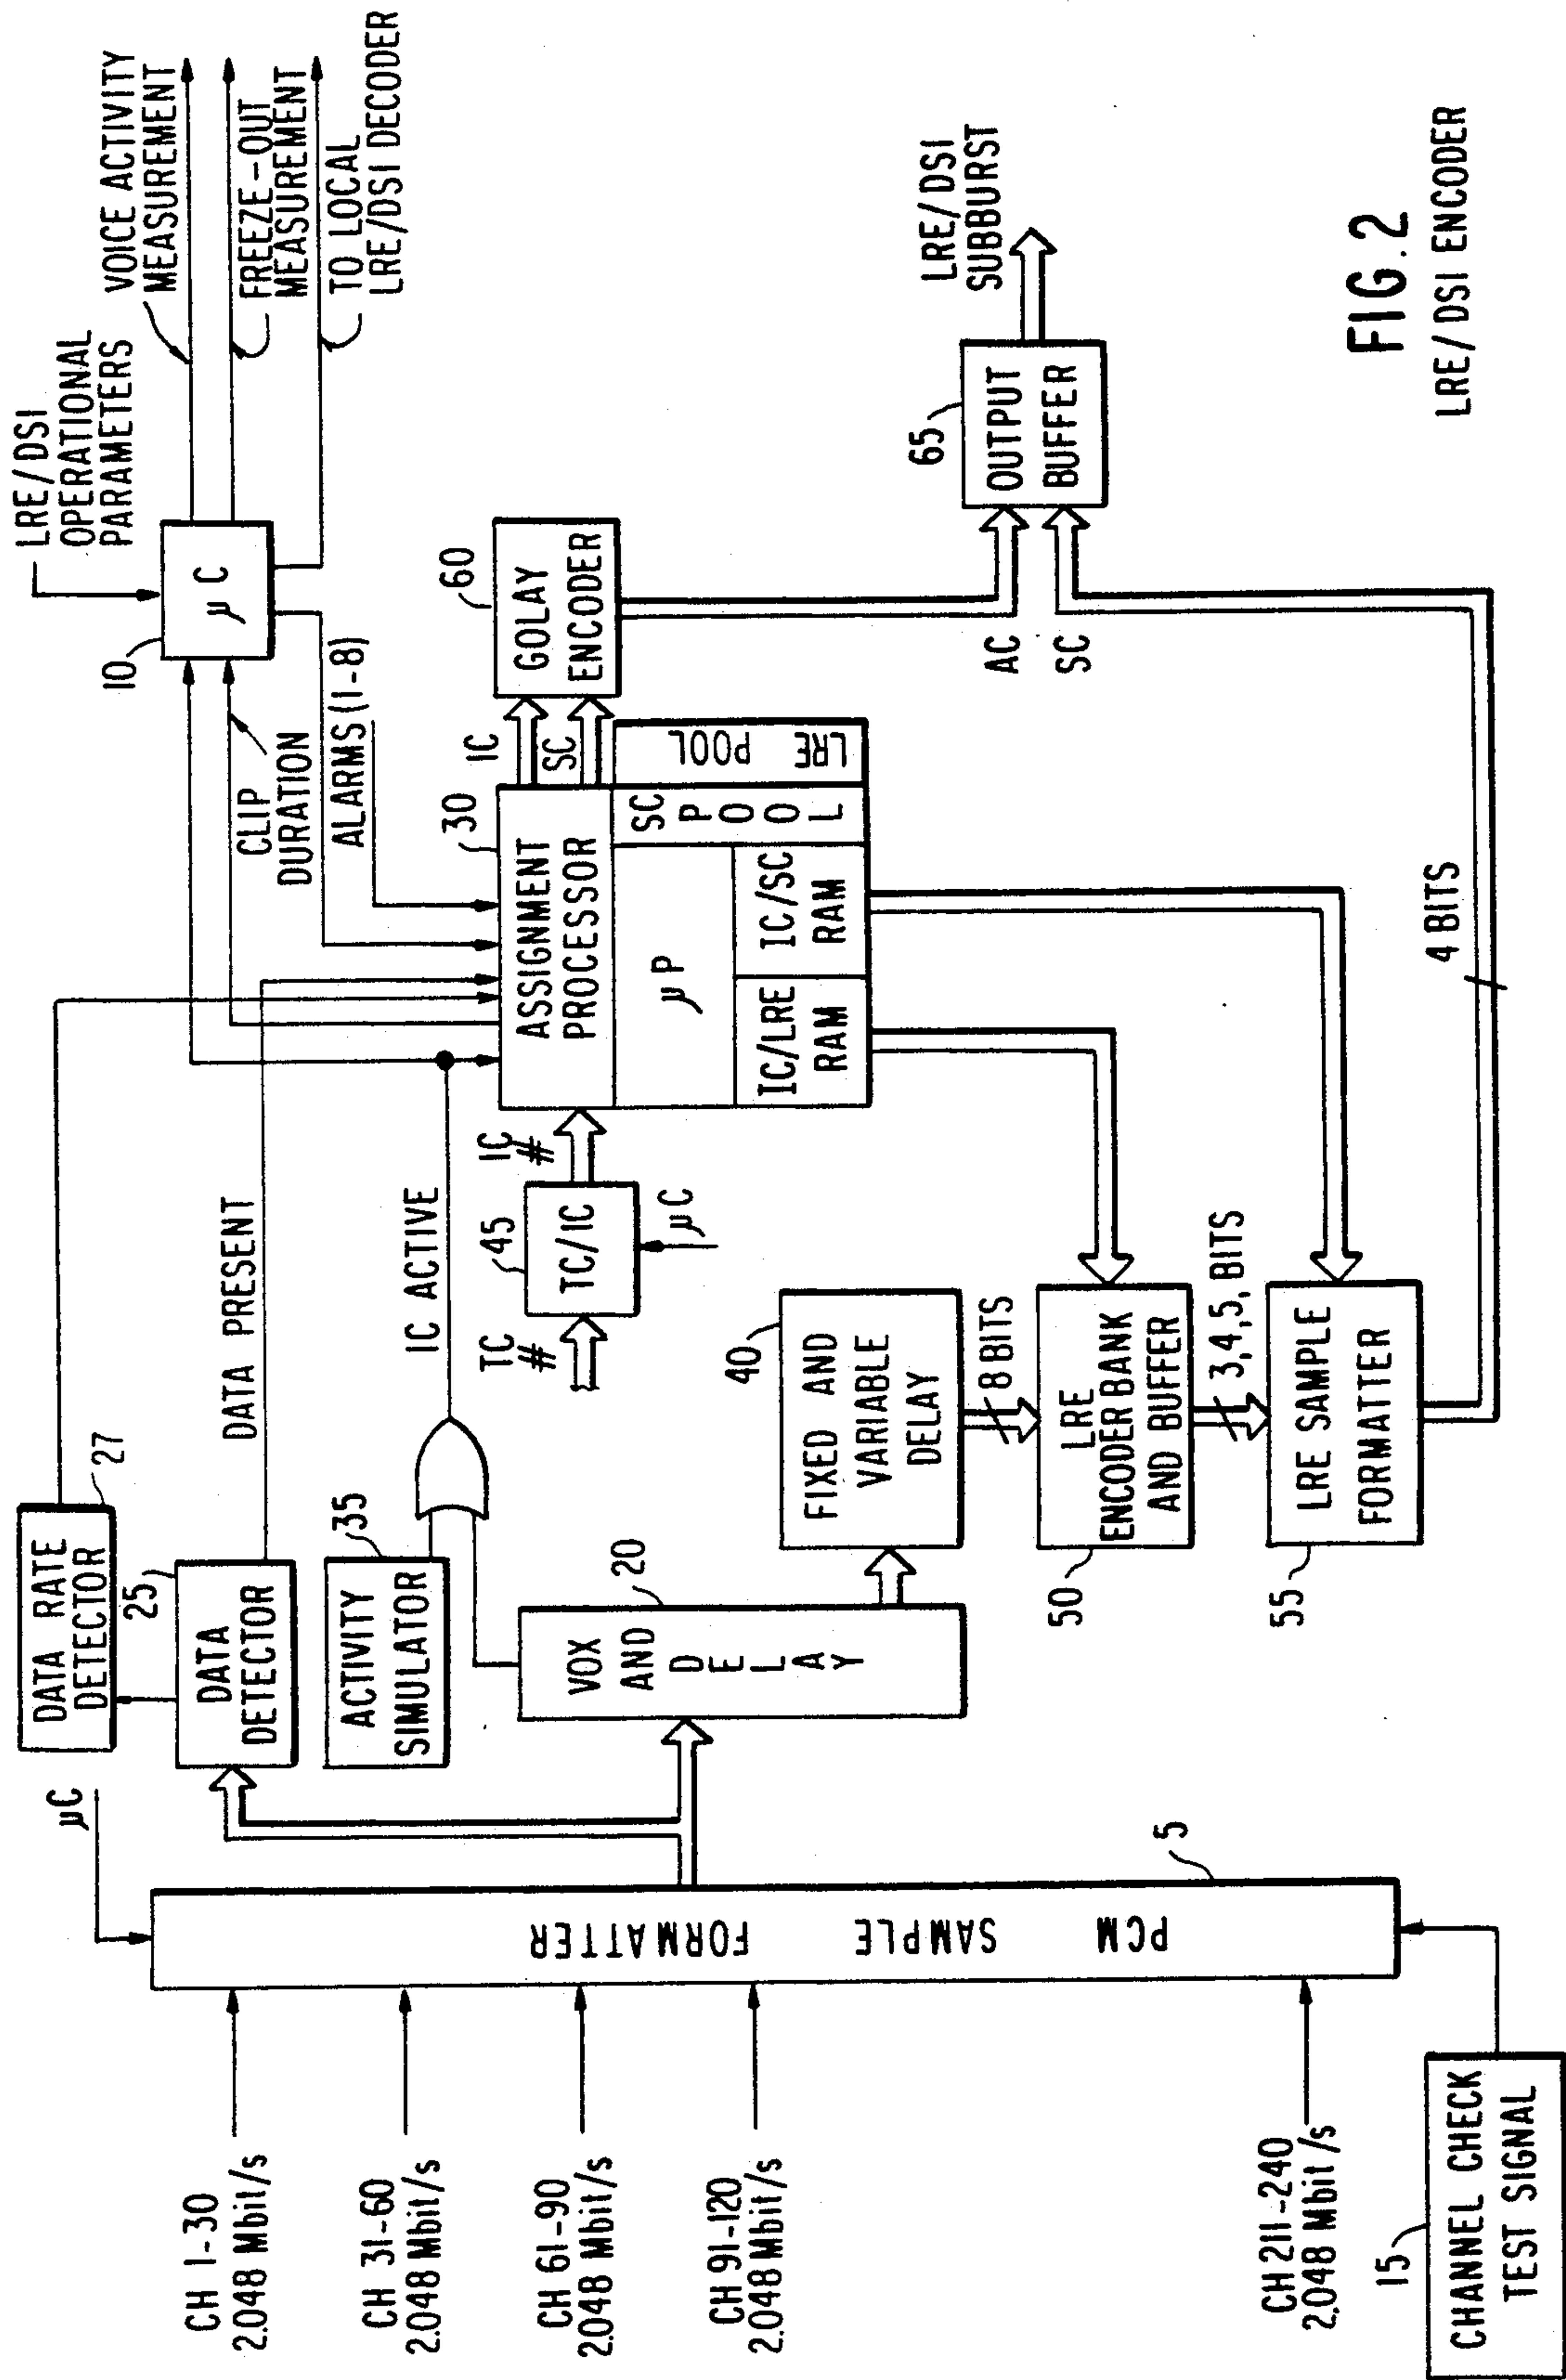 LRE/DSI
OPERATIONAL
PARAMETERS
VOICE ACTIVITY
MEASUREMENT
FREEZE-OUT
MEASUREMENT
TO LOCAL
LRE/DSI DECODER
10
μC
CLIP
DURATION
ALARMS (1-8)
μC
DATA RATE
DETECTOR
27
25
DATA
DETECTOR
DATA PRESENT
35
ACTIVITY
SIMULATOR
IC ACTIVE
20
VOX
AND
D
E
L
A
Y
CH 1-30
2.048 Mbit/s
CH 31-60
2.048 Mbit/s
CH 61-90
2.048 Mbit/s
CH 91-120
2.048 Mbit/s
CH 211-240
2.048 Mbit/s
PCM SAMPLE FORMATTER
5
15
CHANNEL CHECK
TEST SIGNAL
TC
#
45
TC/IC
μC
IC
#
30
ASSIGNMENT
PROCESSOR
μP
IC/LRE
RAM
IC/SC
RAM
SC
P
O
O
L
LRE
POOL
IC
SC
60
GOLAY
ENCODER
40
FIXED AND
VARIABLE
DELAY
8 BITS
50
LRE
ENCODER BANK
AND BUFFER
3,4,5, BITS
55
LRE SAMPLE
FORMATTER
4 BITS
AC
SC
65
OUTPUT
BUFFER
LRE/DSI
SUBBURST
FIG.2
LRE/DSI ENCODER